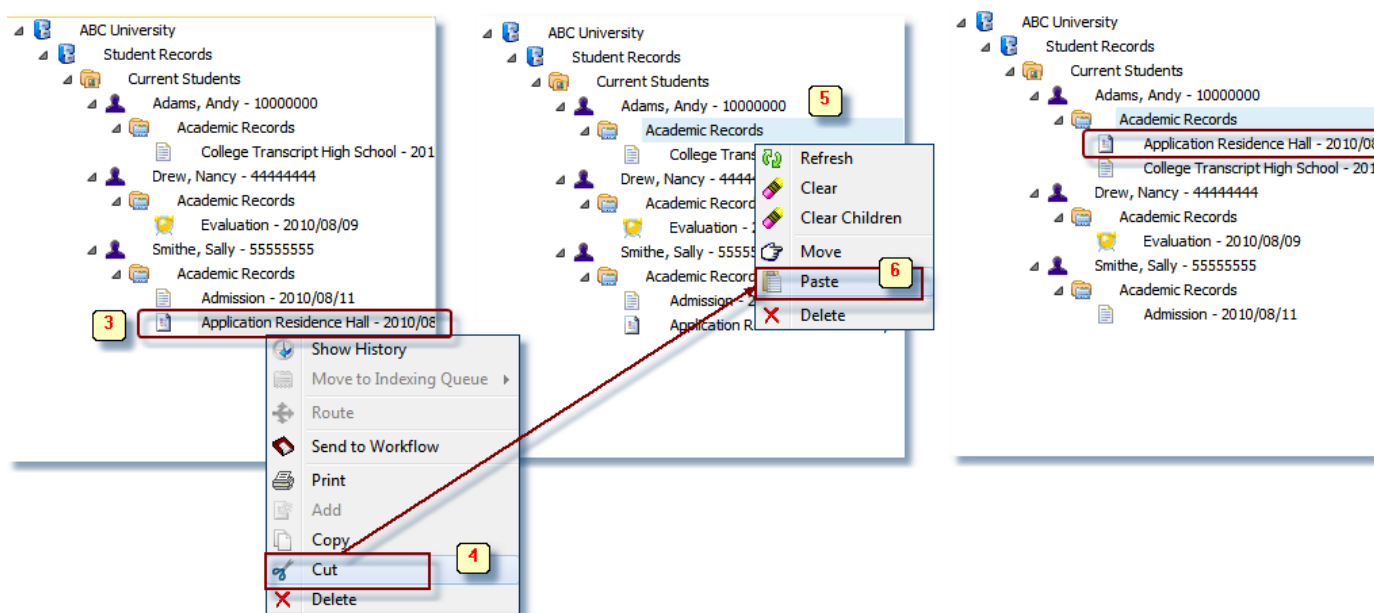 ABC University
Student Records
Current Students
Adams, Andy - 10000000
Academic Records
College Transcript High School - 201
Drew, Nancy - 44444444
Academic Records
Evaluation - 2010/08/09
Smithe, Sally - 55555555
Academic Records
Admission - 2010/08/11
3
Application Residence Hall - 2010/08
Show History
Move to Indexing Queue
Route
Send to Workflow
Print
Add
Copy
Cut
4
Delete
ABC University
Student Records
Current Students
Adams, Andy - 10000000
5
Academic Records
College Trans
Drew, Nancy - 4444
Academic Record
Evaluation -
Smithe, Sally - 5555
Academic Record
Admission - 2
Application R
Refresh
Clear
Clear Children
Move
Paste
6
Delete
ABC University
Student Records
Current Students
Adams, Andy - 10000000
Academic Records
Application Residence Hall - 2010/08
College Transcript High School - 201
Drew, Nancy - 44444444
Academic Records
Evaluation - 2010/08/09
Smithe, Sally - 55555555
Academic Records
Admission - 2010/08/11